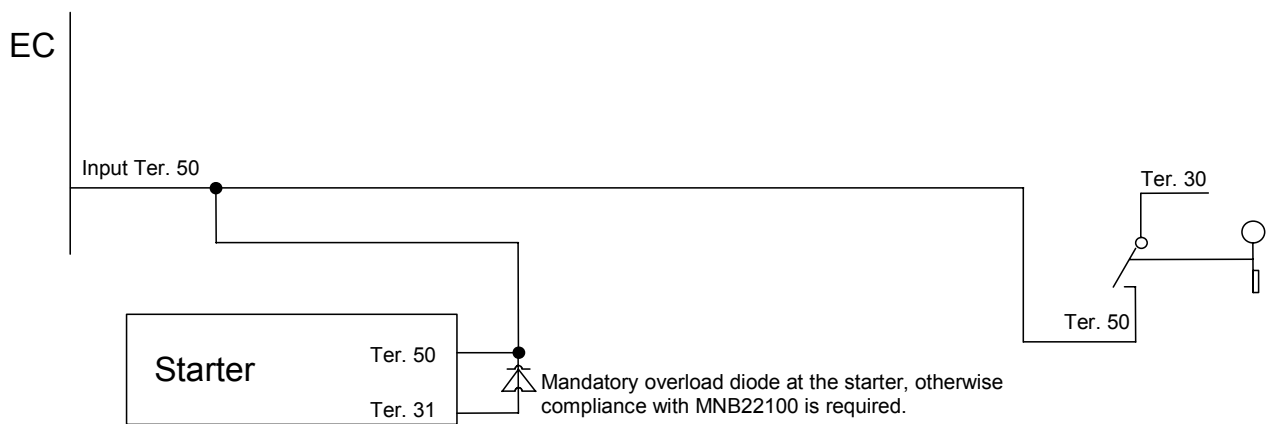 EC
Input Ter. 50
Ter. 30
Ter. 50
Starter
Ter. 50
Ter. 31
Mandatory overload diode at the starter, otherwise
compliance with MNB22100 is required.